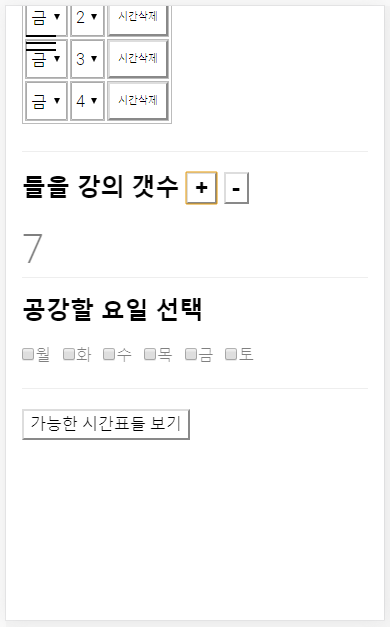 금 2 시간삭제
금 3 시간삭제
금 4 시간삭제
들을 강의 갯수 + -
7
공강할 요일 선택
월 화 수 목 금 토
가능한 시간표들 보기